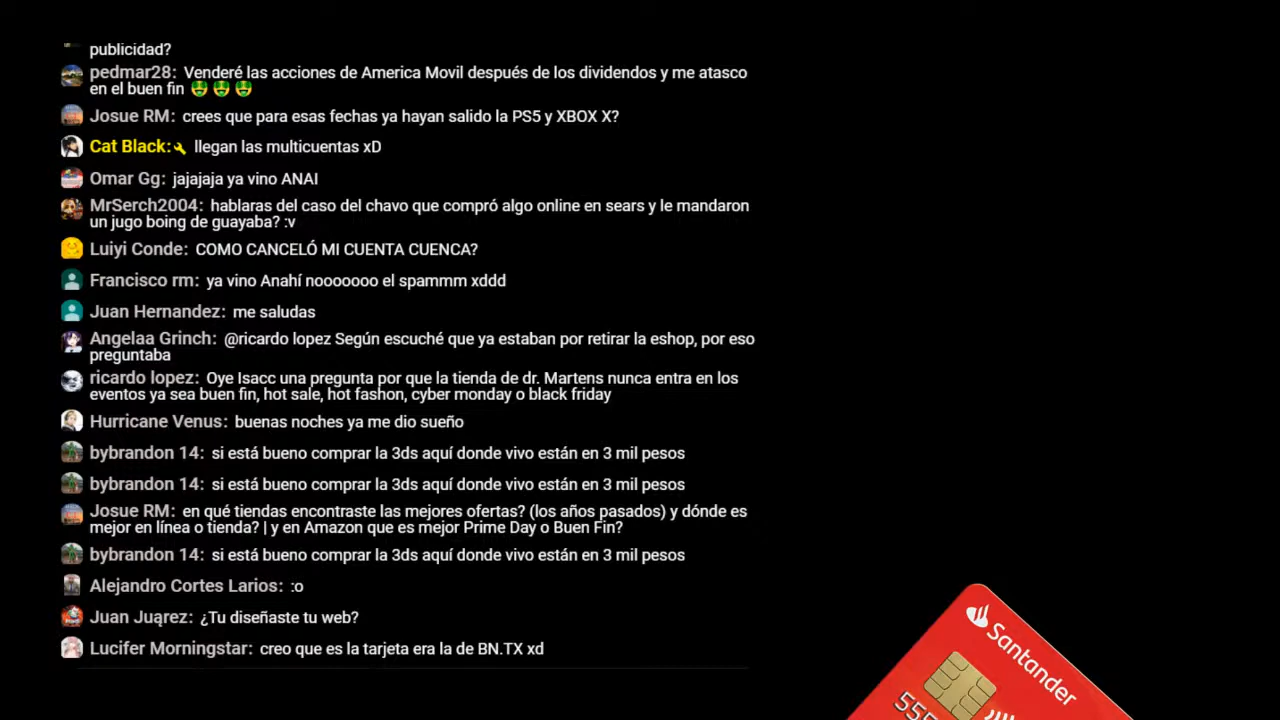 publicidad?
pedmar28: Venderé las acciones de America Movil después de los dividendos y me atasco
en el buen fin 🤑 🤑 🤑
Josue RM: crees que para esas fechas ya hayan salido la PS5 y XBOX X?
Cat Black: llegan las multicuentas xD
Omar Gg: jajajaja ya vino ANAI
MrSerch2004: hablaras del caso del chavo que compró algo online en sears y le mandaron
un jugo boing de guayaba? :v
Luiyi Conde: COMO CANCELÓ MI CUENTA CUENCA?
Francisco rm: ya vino Anahí nooooooo el spammm xddd
Juan Hernandez: me saludas
Angelaa Grinch: @ricardo lopez Según escuché que ya estaban por retirar la eshop, por eso
preguntaba
ricardo lopez: Oye Isacc una pregunta por que la tienda de dr. Martens nunca entra en los
eventos ya sea buen fin, hot sale, hot fashon, cyber monday o black friday
Hurricane Venus: buenas noches ya me dio sueño
bybrandon 14: si está bueno comprar la 3ds aquí donde vivo están en 3 mil pesos
bybrandon 14: si está bueno comprar la 3ds aquí donde vivo están en 3 mil pesos
Josue RM: en qué tiendas encontraste las mejores ofertas? (los años pasados) y dónde es
mejor en línea o tienda? | y en Amazon que es mejor Prime Day o Buen Fin?
bybrandon 14: si está bueno comprar la 3ds aquí donde vivo están en 3 mil pesos
Alejandro Cortes Larios: :o
Juan Juąrez: ¿Tu diseñaste tu web?
Lucifer Morningstar: creo que es la tarjeta era la de BN.TX xd
Santander